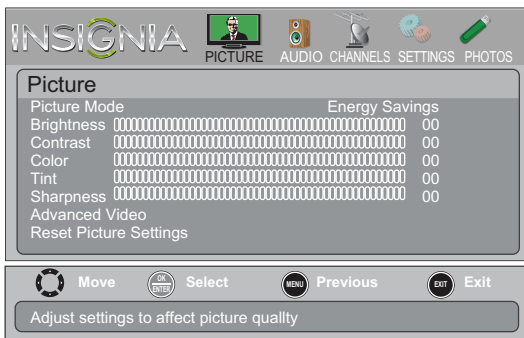 INSIGNIA
PICTURE AUDIO CHANNELS SETTINGS PHOTOS
Picture
Picture Mode Energy Savings
Brightness 00
Contrast 00
Color 00
Tint 00
Sharpness 00
Advanced Video
Reset Picture Settings
Move OK ENTER Select MENU Previous EXIT Exit
Adjust settings to affect picture quallty